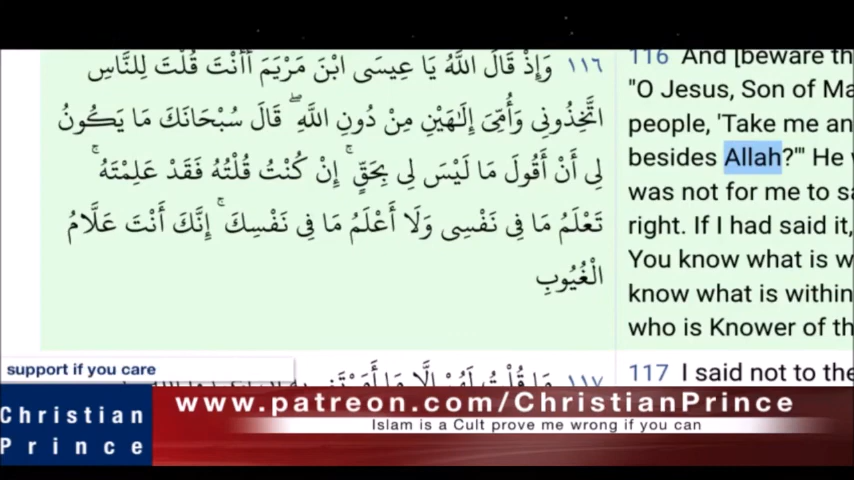 ١١٦ وَإِذْ قَالَ اللَّهُ يَا عِيسَى ابْنَ مَرْيَمَ أَأَنْتَ قُلْتَ لِلنَّاسِ
اتَّخِذُونِي وَأُمِّيَ إِلَٰهَيْنِ مِنْ دُونِ اللَّهِ ۖ قَالَ سُبْحَانَكَ مَا يَكُونُ
لِي أَنْ أَقُولَ مَا لَيْسَ لِي بِحَقٍّ ۚ إِنْ كُنْتُ قُلْتُهُ فَقَدْ عَلِمْتَهُ ۚ
تَعْلَمُ مَا فِي نَفْسِي وَلَا أَعْلَمُ مَا فِي نَفْسِكَ ۚ إِنَّكَ أَنْتَ عَلَّامُ
الْغُيُوبِ
١١٧ مَا قُلْتُ لَهُمْ إِلَّا مَا أَمَرْتَنِي بِهِ
116 And [beware th
"O Jesus, Son of Ma
people, 'Take me an
besides Allah?'" He
was not for me to sa
right. If I had said it,
You know what is w
know what is within
who is Knower of th
117 I said not to the
support if you care
Christian
Prince
www.patreon.com/ChristianPrince
Islam is a Cult prove me wrong if you can